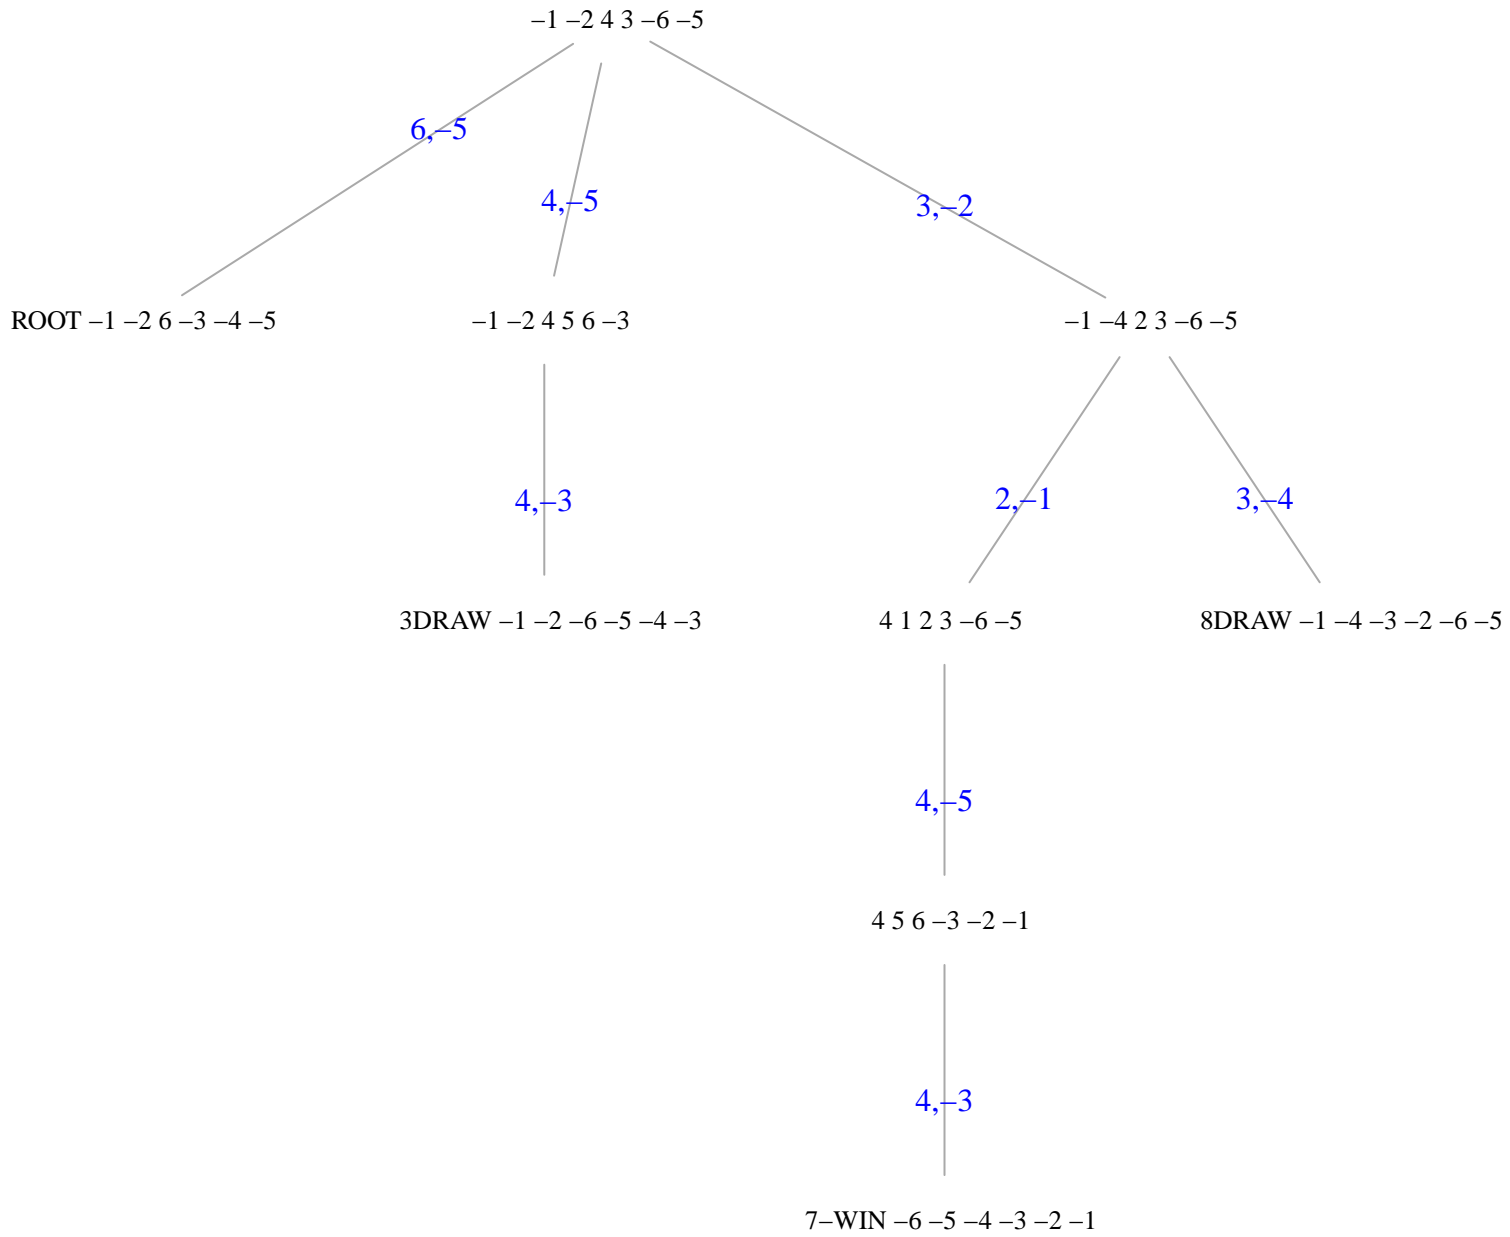 –1 –2 4 3 –6 –5
6,–5
4,–5
3,–2
ROOT –1 –2 6 –3 –4 –5
–1 –2 4 5 6 –3
–1 –4 2 3 –6 –5
4,–3
2,–1
3,–4
3DRAW –1 –2 –6 –5 –4 –3
4 1 2 3 –6 –5
8DRAW –1 –4 –3 –2 –6 –5
4,–5
4 5 6 –3 –2 –1
4,–3
7–WIN –6 –5 –4 –3 –2 –1